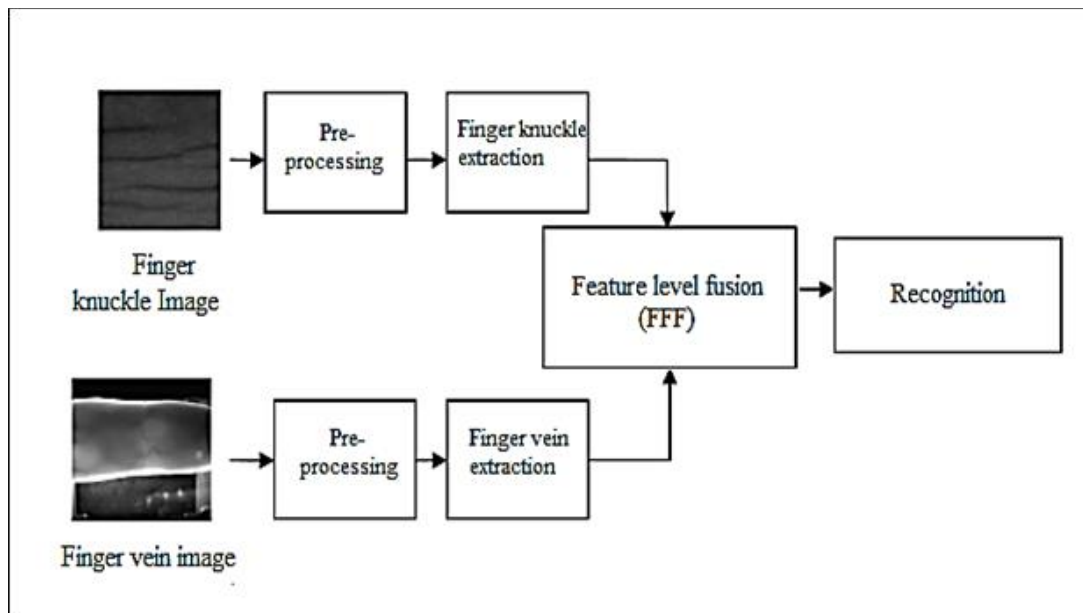 Pre-
processing
Finger knuckle
extraction
Finger
knuckle Image
Feature level fusion
(FFF)
Recognition
Pre-
processing
Finger vein
extraction
Finger vein image